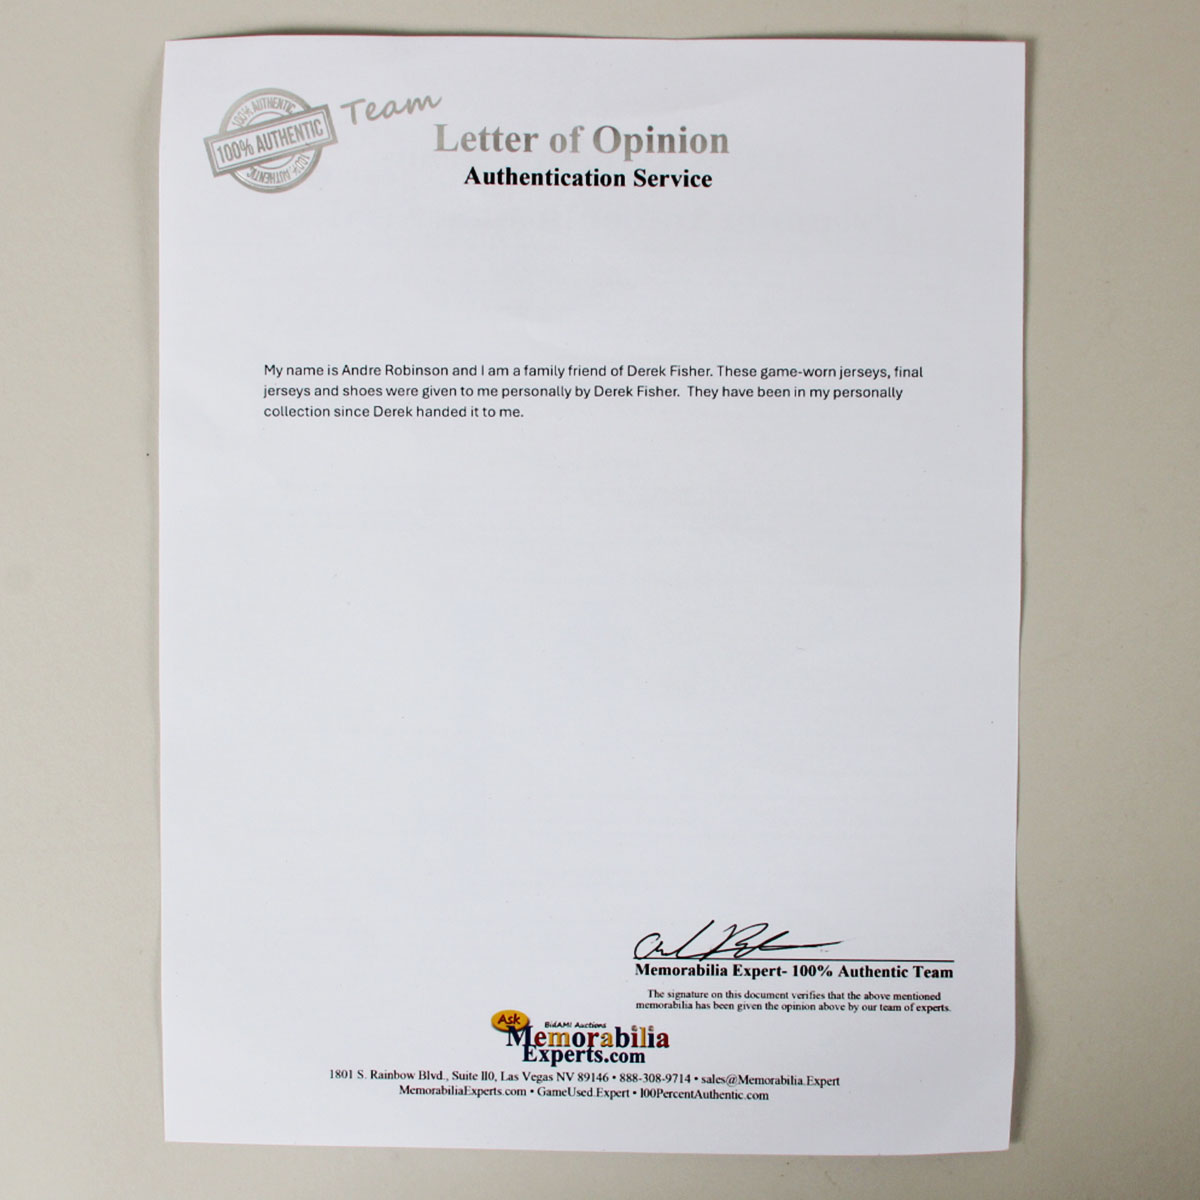 100% AUTHENTIC
100% AUTHENTIC
100% AUTHENTIC
Team
Letter of Opinion
Authentication Service
My name is Andre Robinson and I am a family friend of Derek Fisher. These game-worn jerseys, final
jerseys and shoes were given to me personally by Derek Fisher.  They have been in my personally
collection since Derek handed it to me.
Memorabilia Expert- 100% Authentic Team
The signature on this document verifies that the above mentioned
memorabilia has been given the opinion above by our team of experts.
Ask
BidAMI Auctions
Memorabilia
Experts.com
1801 S. Rainbow Blvd., Suite 110, Las Vegas NV 89146 • 888-308-9714 • sales@Memorabilia.Expert
MemorabiliaExperts.com • GameUsed.Expert • 100PercentAuthentic.com